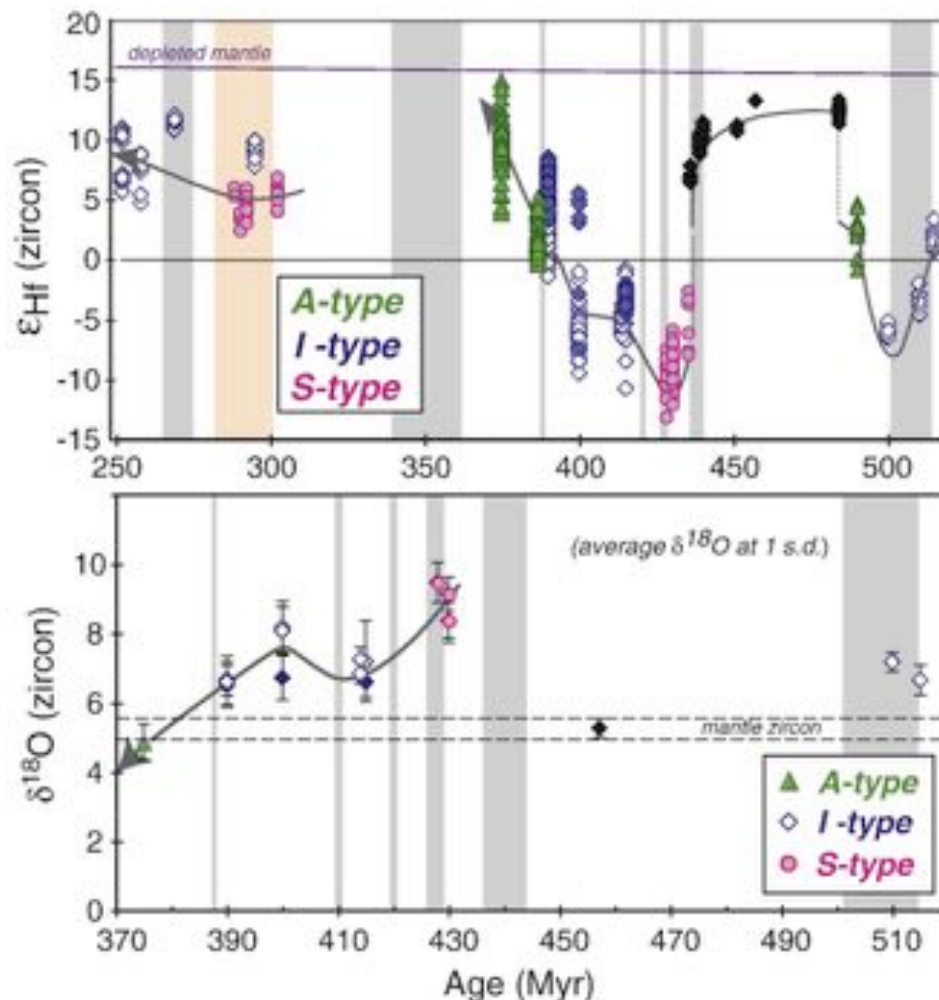 20
depleted mantle
15
10
5
0
-5
-10
-15
εHf (zircon)
A-type
I -type
S-type
250 300 350 400 450 500
(average δ18O at 1 s.d.)
10
8
6
4
2
0
δ18O (zircon)
mantle zircon
A-type
I -type
S-type
370 390 410 430 450 470 490 510
Age (Myr)